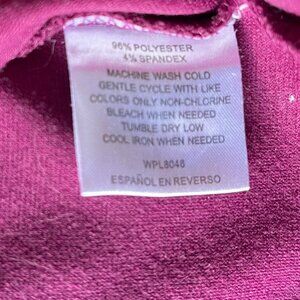 96% POLYESTER
4% SPANDEX
MACHINE WASH COLD
GENTLE CYCLE WITH LIKE
COLORS ONLY NON-CHLORINE
BLEACH WHEN NEEDED
TUMBLE DRY LOW
COOL IRON WHEN NEEDED
WPL8046
ESPAÑOL EN REVERSO